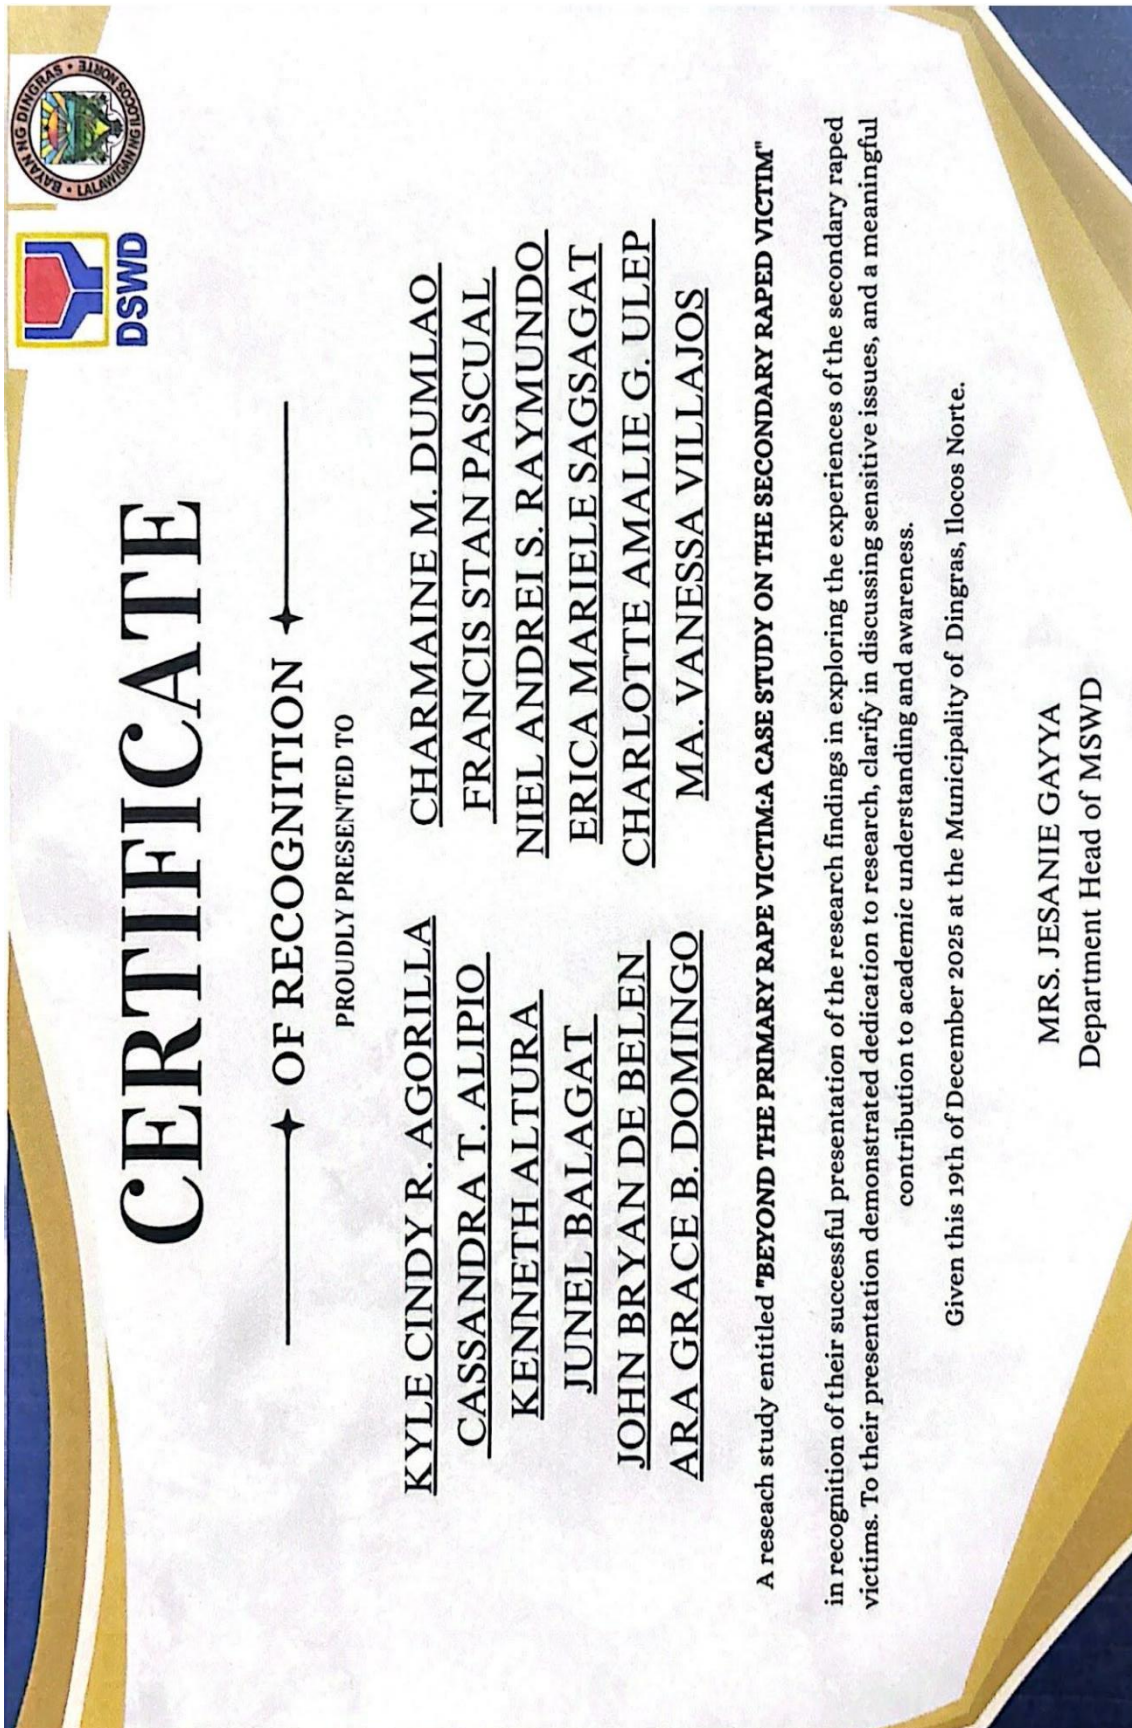 BAYAN NG DINGRAS • LALAWIGAN NG ILOCOS NORTE •
DSWD
CERTIFICATE
OF RECOGNITION
PROUDLY PRESENTED TO
KYLE CINDY R. AGORILLA
CASSANDRA T. ALIPIO
KENNETH ALTURA
JUNEL BALAGAT
JOHN BRYAN DE BELEN
ARA GRACE B. DOMINGO
CHARMAINE M. DUMLAO
FRANCIS STAN PASCUAL
NIEL ANDREI S. RAYMUNDO
ERICA MARIELE SAGSAGAT
CHARLOTTE AMALIE G. ULEP
MA. VANESSA VILLAJOS
A reseach study entitled "BEYOND THE PRIMARY RAPE VICTIM:A CASE STUDY ON THE SECONDARY RAPED VICTIM"
in recognition of their successful presentation of the research findings in exploring the experiences of the secondary raped
victims. To their presentation demonstrated dedication to research, clarify in discussing sensitive issues, and a meaningful
contribution to academic understanding and awareness.
Given this 19th of December 2025 at the Municipality of Dingras, Ilocos Norte.
MRS. JESANIE GAYYA
Department Head of MSWD